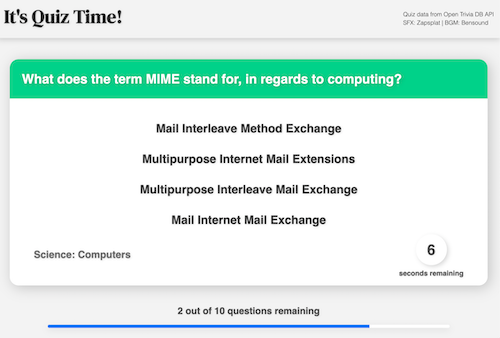 It's Quiz Time!
Quiz data from Open Trivia DB API
SFX: Zapsplat | BGM: Bensound
What does the term MIME stand for, in regards to computing?
Mail Interleave Method Exchange
Multipurpose Internet Mail Extensions
Multipurpose Interleave Mail Exchange
Mail Internet Mail Exchange
Science: Computers
6
seconds remaining
2 out of 10 questions remaining